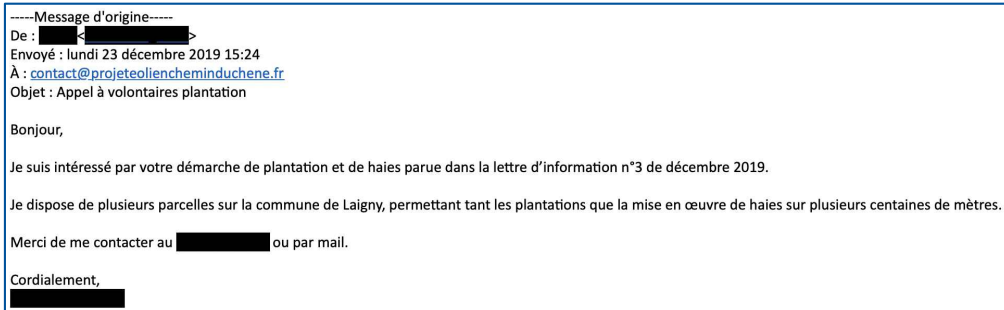 -----Message d'origine-----
De : < >
Envoyé : lundi 23 décembre 2019 15:24
À : contact@projeteoliencheminduchene.fr
Objet : Appel à volontaires plantation
Bonjour,
Je suis intéressé par votre démarche de plantation et de haies parue dans la lettre d'information n°3 de décembre 2019.
Je dispose de plusieurs parcelles sur la commune de Laigny, permettant tant les plantations que la mise en œuvre de haies sur plusieurs centaines de mètres.
Merci de me contacter au ou par mail.
Cordialement,